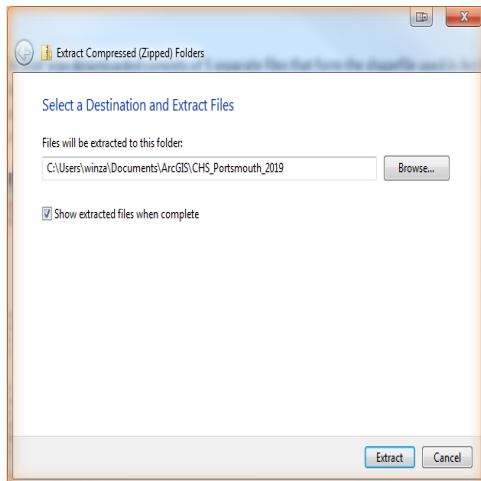 Extract Compressed (Zipped) Folders
Select a Destination and Extract Files
Files will be extracted to this folder:
C:\Users\winza\Documents\ArcGIS\CHS_Portsmouth_2019
Browse...
Show extracted files when complete
Extract
Cancel